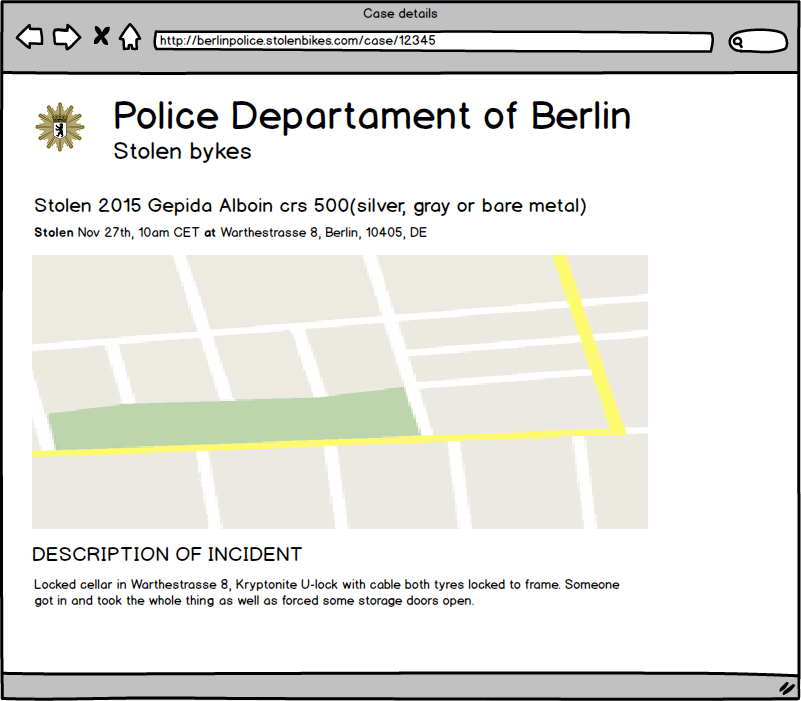 Case details
http://berlinpolice.stolenbikes.com/case/12345
Police Departament of Berlin
Stolen bykes
Stolen 2015 Gepida Alboin crs 500(silver, gray or bare metal)
Stolen Nov 27th, 10am CET at Warthestrasse 8, Berlin, 10405, DE
DESCRIPTION OF INCIDENT
Locked cellar in Warthestrasse 8, Kryptonite U-lock with cable both tyres locked to frame. Someone
got in and took the whole thing as well as forced some storage doors open.